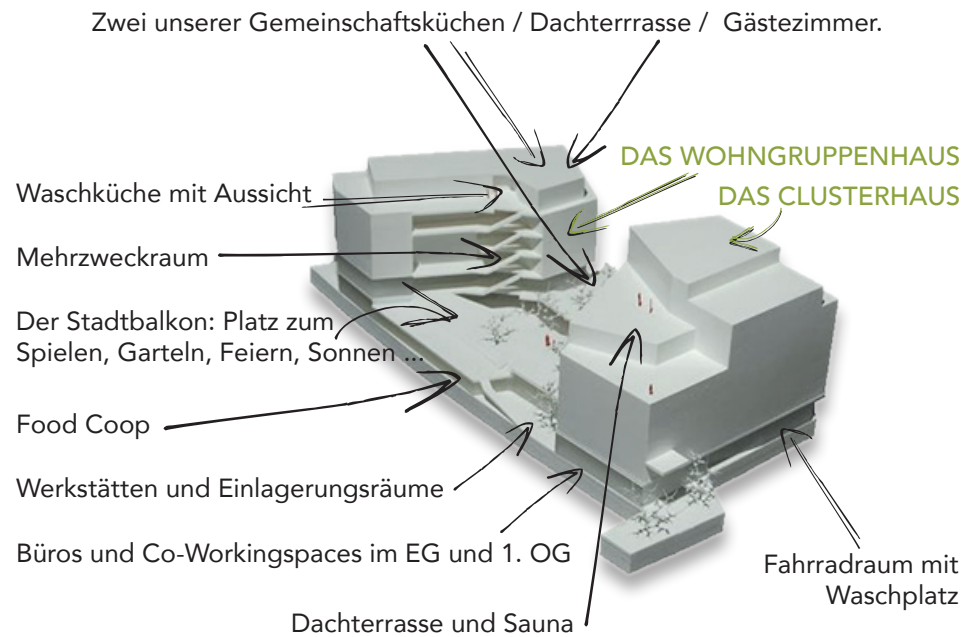 Zwei unserer Gemeinschaftsküchen / Dachterrrasse / Gästezimmer.
DAS WOHNGRUPPENHAUS
DAS CLUSTERHAUS
Waschküche mit Aussicht
Mehrzweckraum
Der Stadtbalkon: Platz zum
Spielen, Garteln, Feiern, Sonnen ...
Food Coop
Werkstätten und Einlagerungsräume
Büros und Co-Workingspaces im EG und 1. OG
Fahrradraum mit
Waschplatz
Dachterasse und Sauna